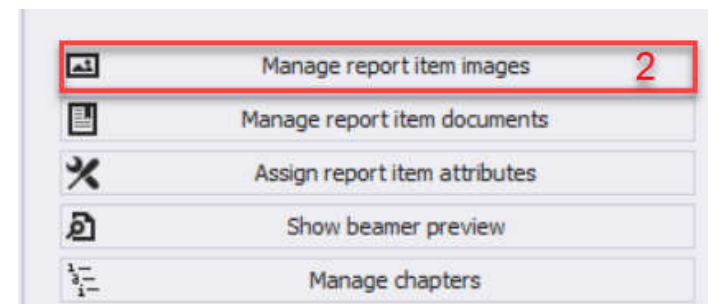 Manage report item images 2
Manage report item documents
Assign report item attributes
Show beamer preview
Manage chapters